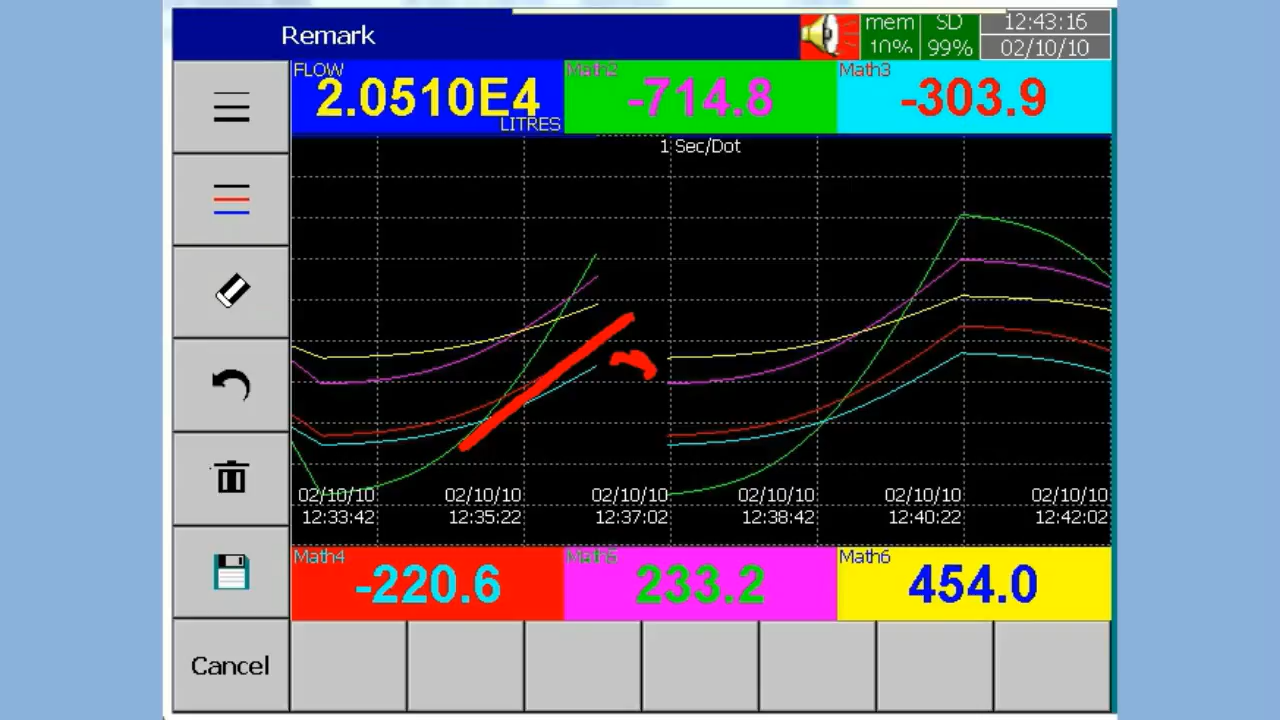 Remark
mem
10%
SD
99%
12:43:16
02/10/10
FLOW
2.0510E4
LITRES
Math2
-714.8
Math3
-303.9
1 Sec/Dot
02/10/10 02/10/10 02/10/10 02/10/10 02/10/10 02/10/10
12:33:42 12:35:22 12:37:02 12:38:42 12:40:22 12:42:02
Math4
-220.6
Math5
233.2
Math6
454.0
Cancel